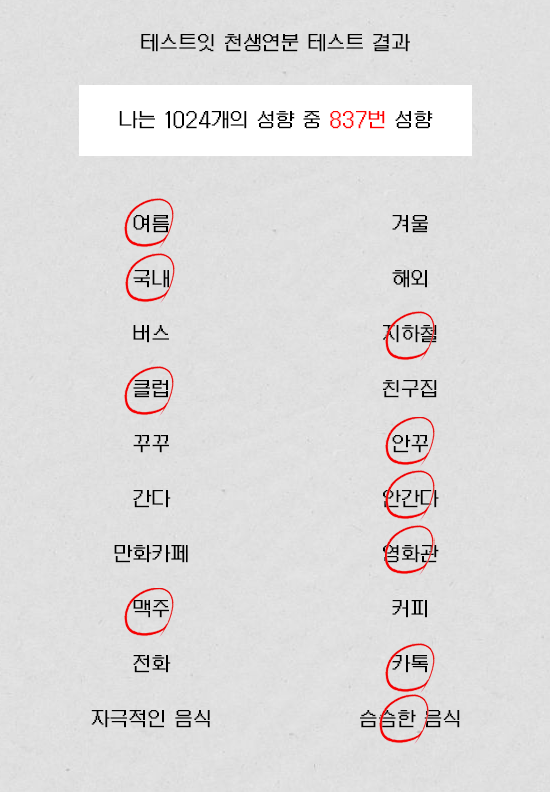 테스트잇 천생연분 테스트 결과
나는 1024개의 성향 중 837번 성향
여름 겨울
국내 해외
버스 지하철
클럽 친구집
꾸꾸 안꾸
간다 안간다
만화카페 영화관
맥주 커피
전화 카톡
자극적인 음식 슴슴한 음식